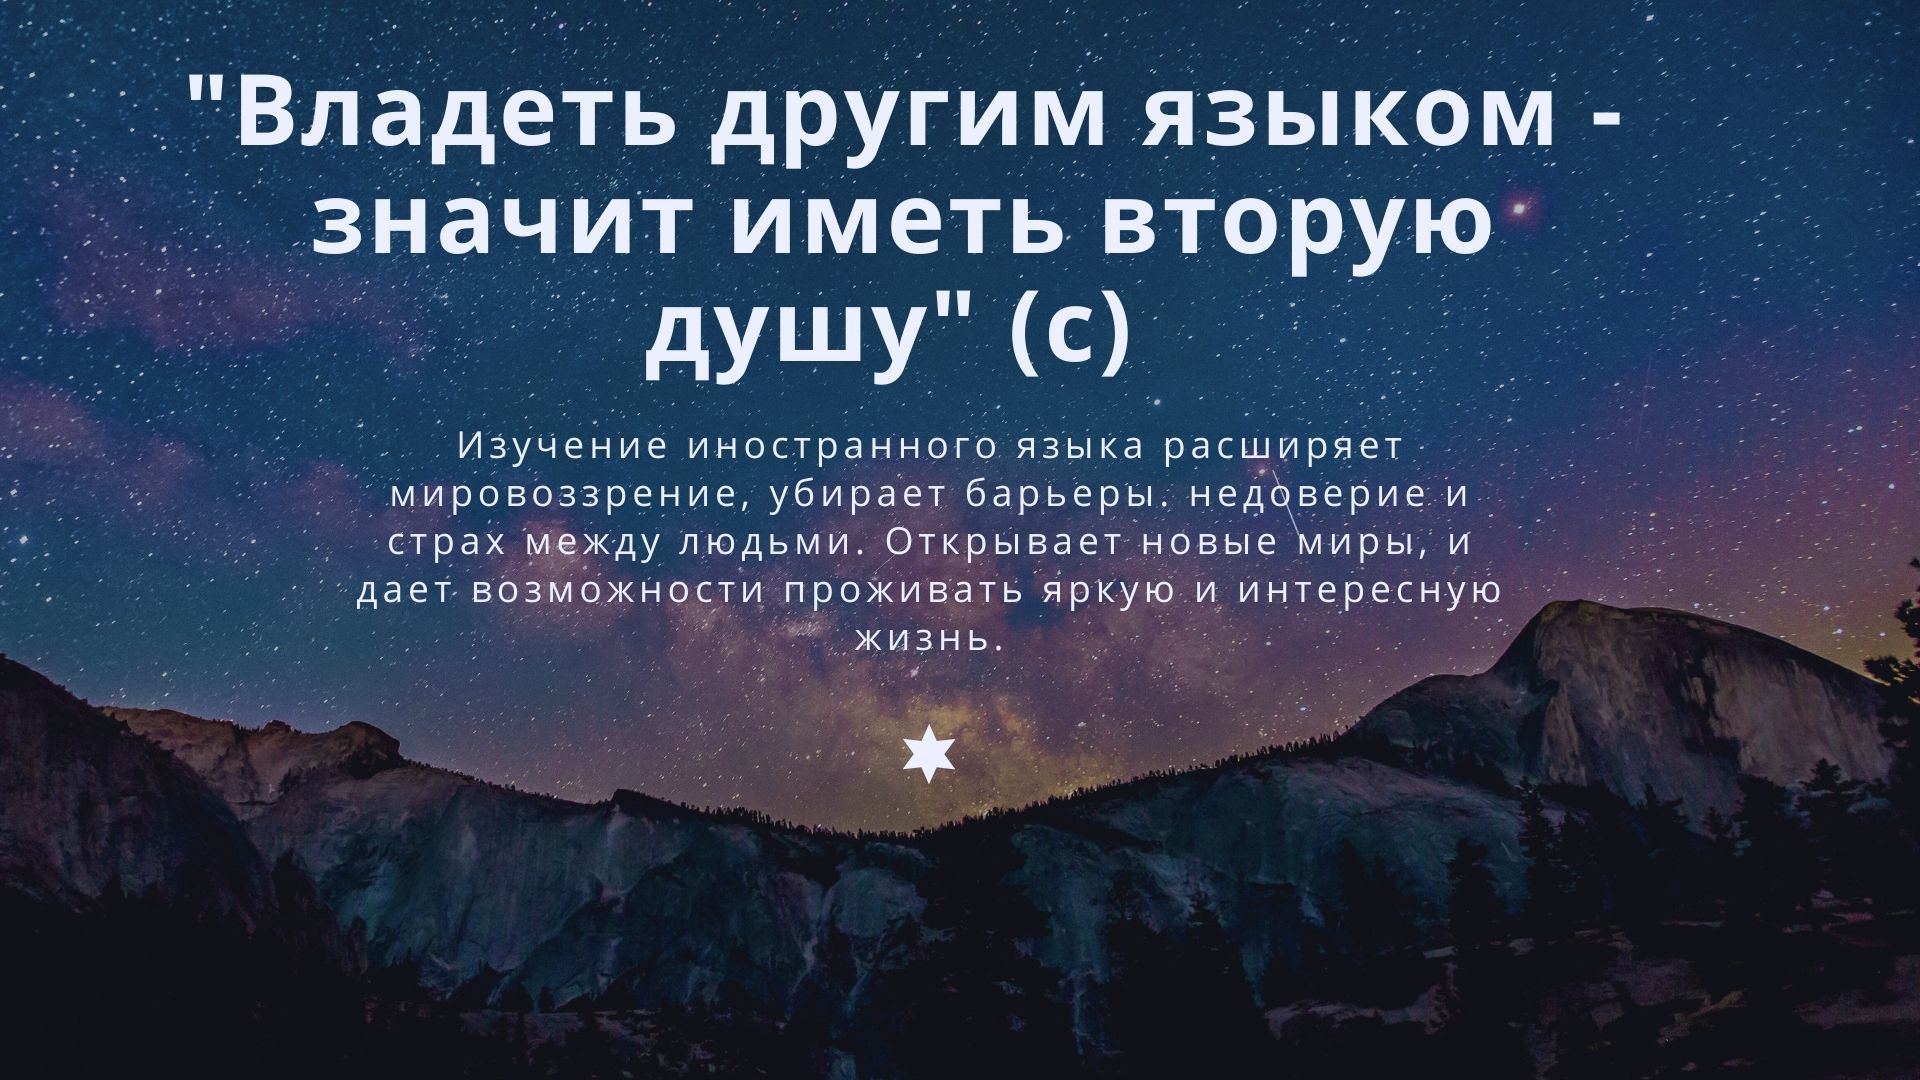 "Владеть другим языком -
значит иметь вторую
душу" (с)
Изучение иностранного языка расширяет
мировоззрение, убирает барьеры. недоверие и
страх между людьми. Открывает новые миры, и
дает возможности проживать яркую и интересную
жизнь.